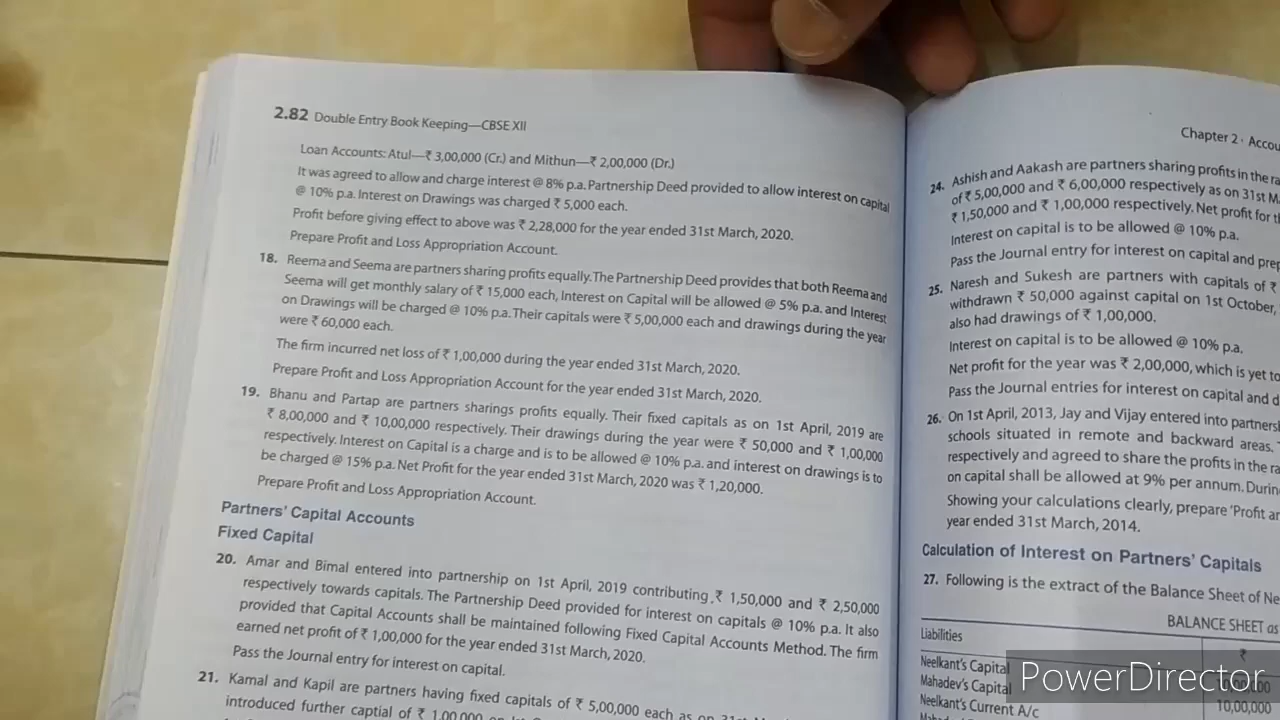 2.82 Double Entry Book Keeping—CBSE XII
Loan Accounts: Atul—₹ 3,00,000 (Cr.) and Mithun—₹ 2,00,000 (Dr.)
It was agreed to allow and charge interest @ 8% p.a. Partnership Deed provided to allow interest on capital
@ 10% p.a. Interest on Drawings was charged ₹ 5,000 each.
Profit before giving effect to above was ₹ 2,28,000 for the year ended 31st March, 2020.
Prepare Profit and Loss Appropriation Account.
18. Reema and Seema are partners sharing profits equally. The Partnership Deed provides that both Reema and
Seema will get monthly salary of ₹ 15,000 each, Interest on Capital will be allowed @ 5% p.a. and Interest
on Drawings will be charged @ 10% p.a. Their capitals were ₹ 5,00,000 each and drawings during the year
were ₹ 60,000 each.
The firm incurred net loss of ₹ 1,00,000 during the year ended 31st March, 2020.
Prepare Profit and Loss Appropriation Account for the year ended 31st March, 2020.
19. Bhanu and Partap are partners sharings profits equally. Their fixed capitals as on 1st April, 2019 are
₹ 8,00,000 and ₹ 10,00,000 respectively. Their drawings during the year were ₹ 50,000 and ₹ 1,00,000
respectively. Interest on Capital is a charge and is to be allowed @ 10% p.a. and interest on drawings is to
be charged @ 15% p.a. Net Profit for the year ended 31st March, 2020 was ₹ 1,20,000.
Prepare Profit and Loss Appropriation Account.
Partners' Capital Accounts
Fixed Capital
20. Amar and Bimal entered into partnership on 1st April, 2019 contributing ₹ 1,50,000 and ₹ 2,50,000
respectively towards capitals. The Partnership Deed provided for interest on capitals @ 10% p.a. It also
provided that Capital Accounts shall be maintained following Fixed Capital Accounts Method. The firm
earned net profit of ₹ 1,00,000 for the year ended 31st March, 2020.
Pass the Journal entry for interest on capital.
21. Kamal and Kapil are partners having fixed capitals of ₹ 5,00,000 each as on 31st
introduced further captial of ₹ 1,00,000 on
Chapter 2 · Accou
24. Ashish and Aakash are partners sharing profits in the ra
of ₹ 5,00,000 and ₹ 6,00,000 respectively as on 31st M
₹ 1,50,000 and ₹ 1,00,000 respectively. Net profit for t
Interest on capital is to be allowed @ 10% p.a.
Pass the Journal entry for interest on capital and prep
25. Naresh and Sukesh are partners with capitals of ₹
withdrawn ₹ 50,000 against capital on 1st October,
also had drawings of ₹ 1,00,000.
Interest on capital is to be allowed @ 10% p.a.
Net profit for the year was ₹ 2,00,000, which is yet to
Pass the Journal entries for interest on capital and d
26. On 1st April, 2013, Jay and Vijay entered into partners
schools situated in remote and backward areas.
respectively and agreed to share the profits in the ra
on capital shall be allowed at 9% per annum. Durin
Showing your calculations clearly, prepare 'Profit an
year ended 31st March, 2014.
Calculation of Interest on Partners' Capitals
27. Following is the extract of the Balance Sheet of Ne
BALANCE SHEET as
Liabilities ₹
Neelkant's Capital
Mahadev's Capital
Neelkant's Current A/c 10,00,000
PowerDirector